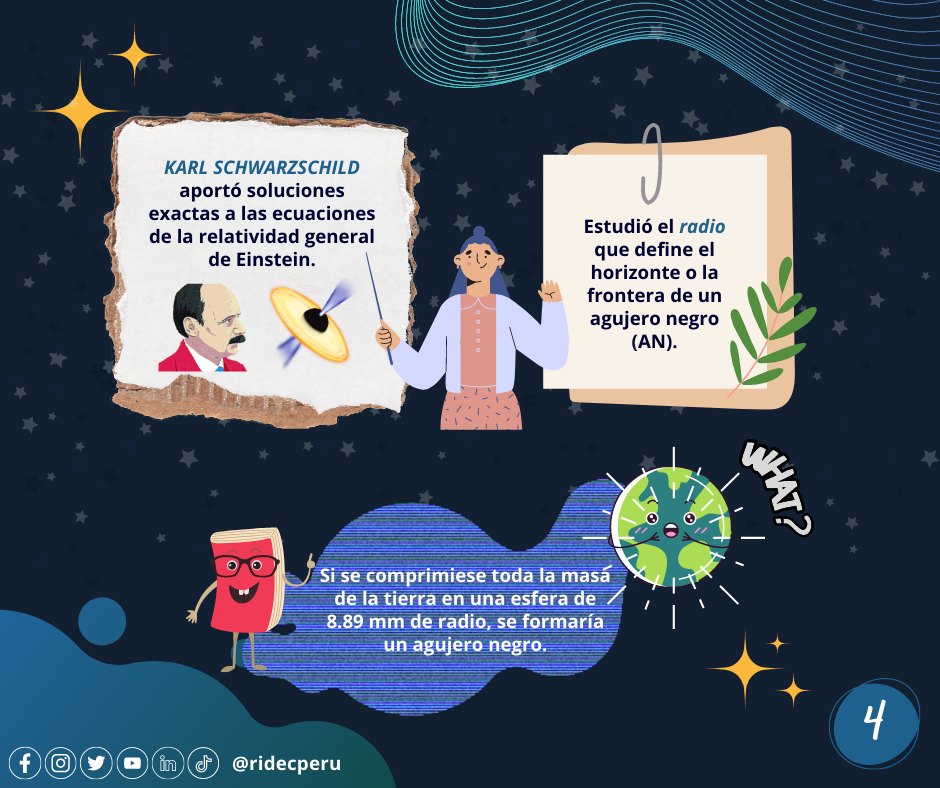 KARL SCHWARZSCHILD
aportó soluciones
exactas a las ecuaciones
de la relatividad general
de Einstein.
Estudió el radio
que define el
horizonte o la
frontera de un
agujero negro
(AN).
WHAT?
Si se comprimiese toda la masa
de la tierra en una esfera de
8.89 mm de radio, se formaría
un agujero negro.
4
@ridecperu